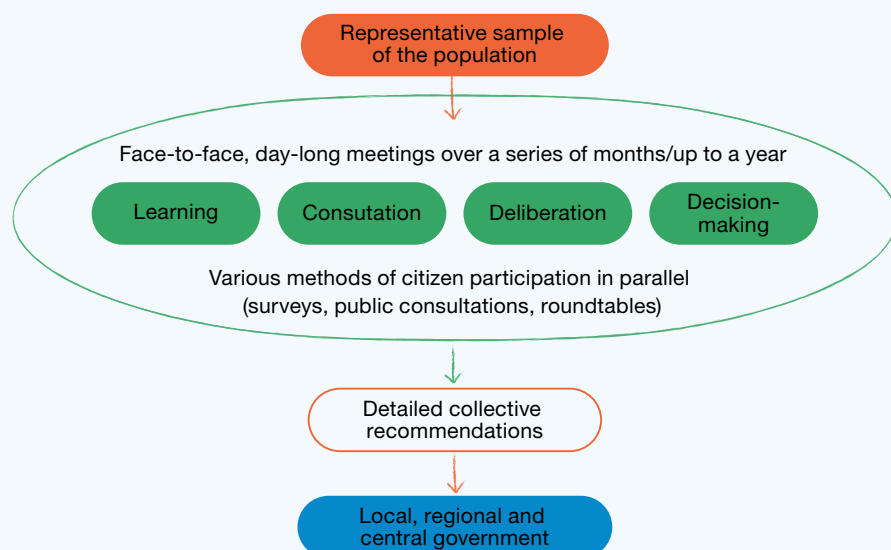 Representative sample
of the population
Face-to-face, day-long meetings over a series of months/up to a year
Learning
Consutation
Deliberation
Decision-
making
Various methods of citizen participation in parallel
(surveys, public consultations, roundtables)
Detailed collective
recommendations
Local, regional and
central government